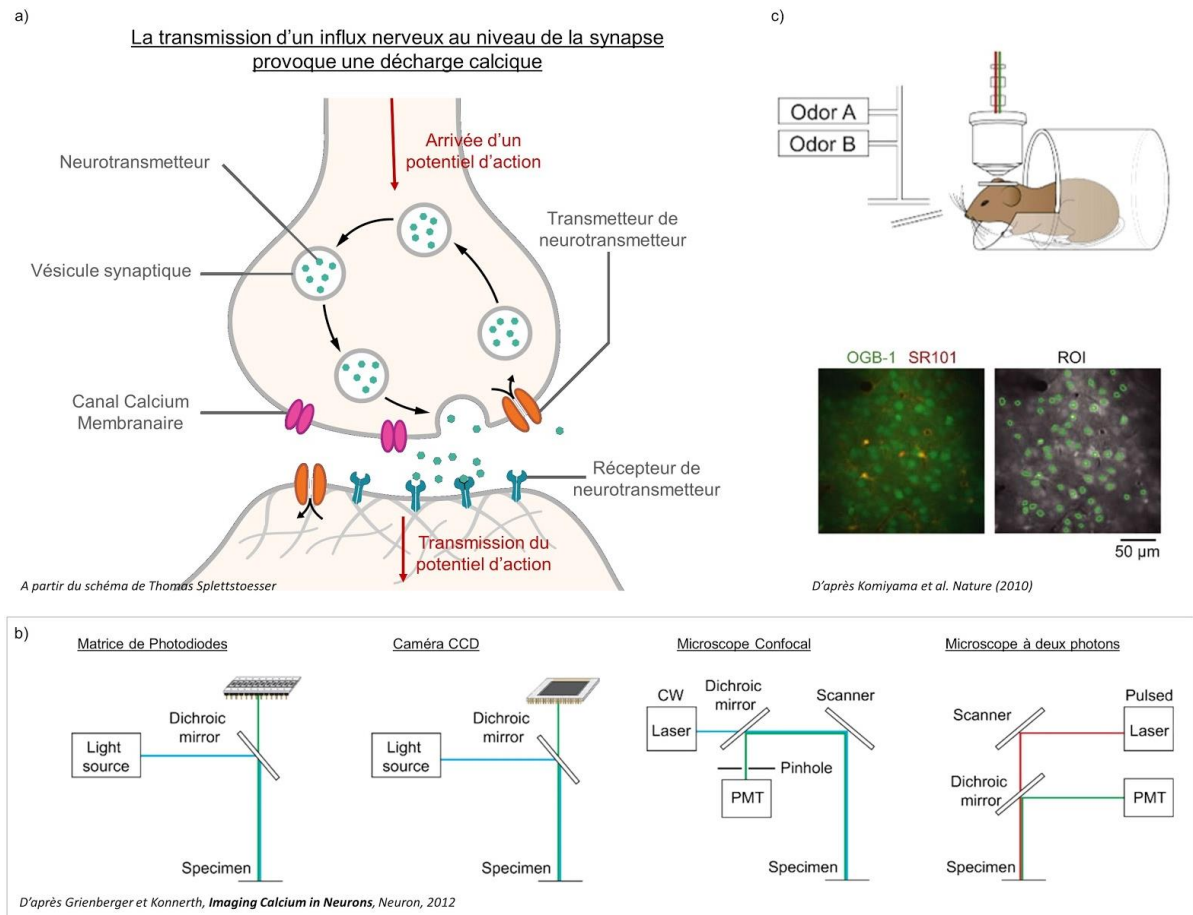 a)
La transmission d'un influx nerveux au niveau de la synapse
provoque une décharge calcique
Arrivée d'un
potentiel d'action
Neurotransmetteur
Transmetteur de
neurotransmetteur
Vésicule synaptique
Canal Calcium
Membranaire
Récepteur de
neurotransmetteur
Transmission du
potentiel d'action
A partir du schéma de Thomas Splettstoesser
c)
Odor A
Odor B
OGB-1 SR101
ROI
50 µm
D'après Komiyama et al. Nature (2010)
b)
Matrice de Photodiodes
Dichroic
mirror
Light
source
Specimen
Caméra CCD
Dichroic
mirror
Light
source
Specimen
Microscope Confocal
CW
Laser
Dichroic
mirror
Scanner
Pinhole
PMT
Specimen
Microscope à deux photons
Pulsed
Laser
Scanner
Dichroic
mirror
PMT
Specimen
D'après Grienberger et Konnerth, Imaging Calcium in Neurons, Neuron, 2012